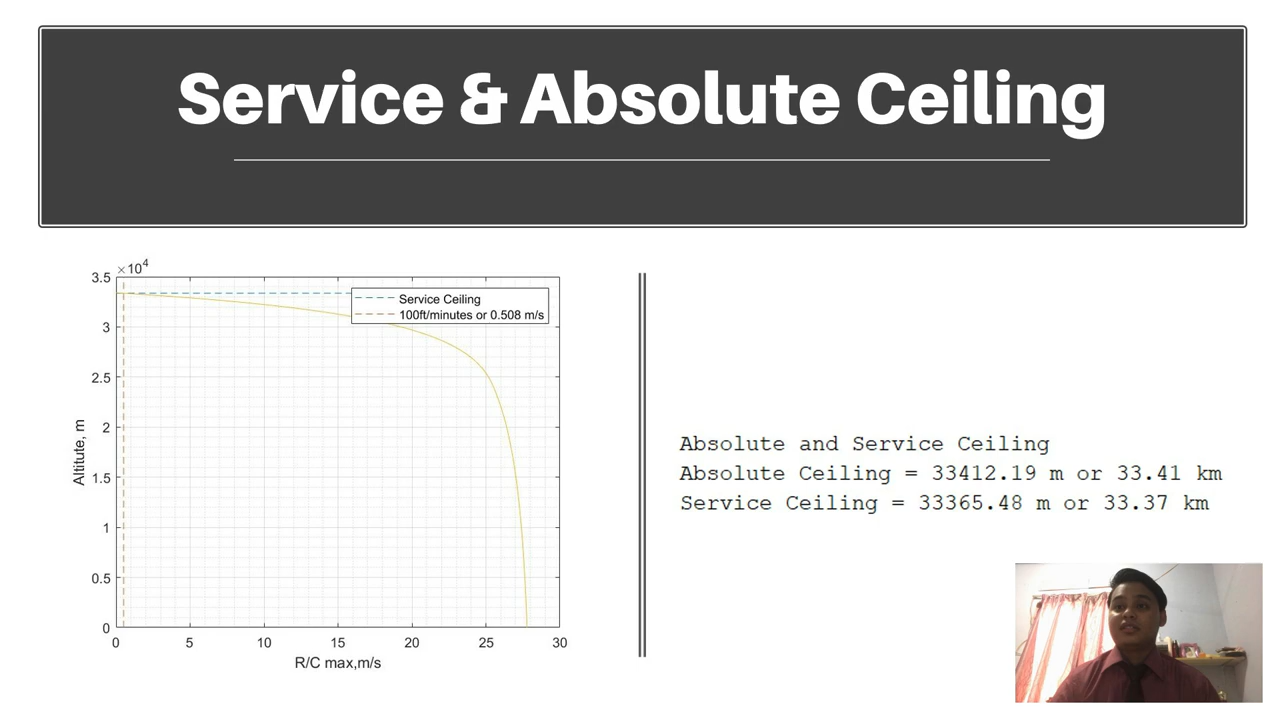 Service & Absolute Ceiling
×10^4
3.5
3
2.5
2
1.5
1
0.5
0
Altitute, m
0 5 10 15 20 25 30
R/C max,m/s
Service Ceiling
100ft/minutes or 0.508 m/s
Absolute and Service Ceiling
Absolute Ceiling = 33412.19 m or 33.41 km
Service Ceiling = 33365.48 m or 33.37 km